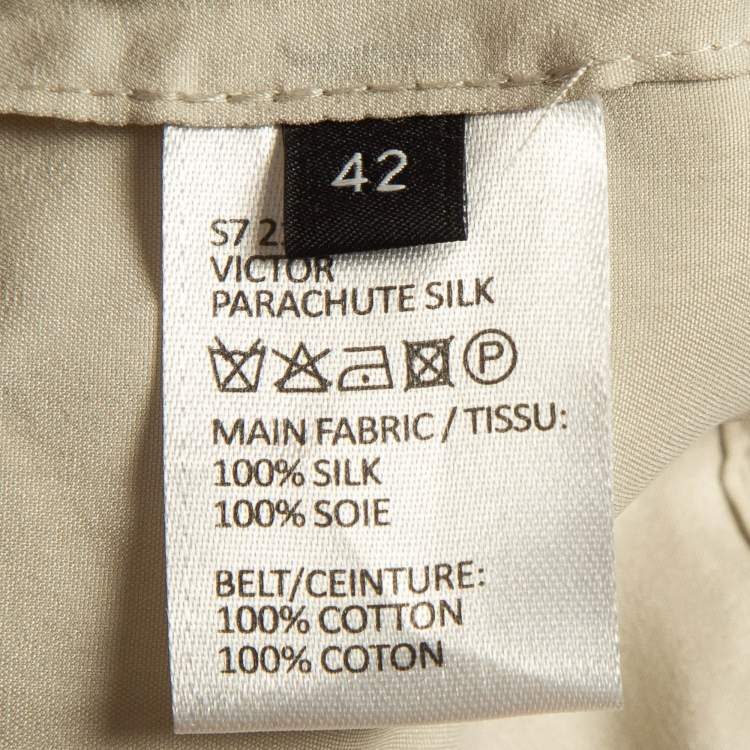 42
S7
VICTOR
PARACHUTE SILK
P
MAIN FABRIC / TISSU:
100% SILK
100% SOIE
BELT/CEINTURE:
100% COTTON
100% COTON